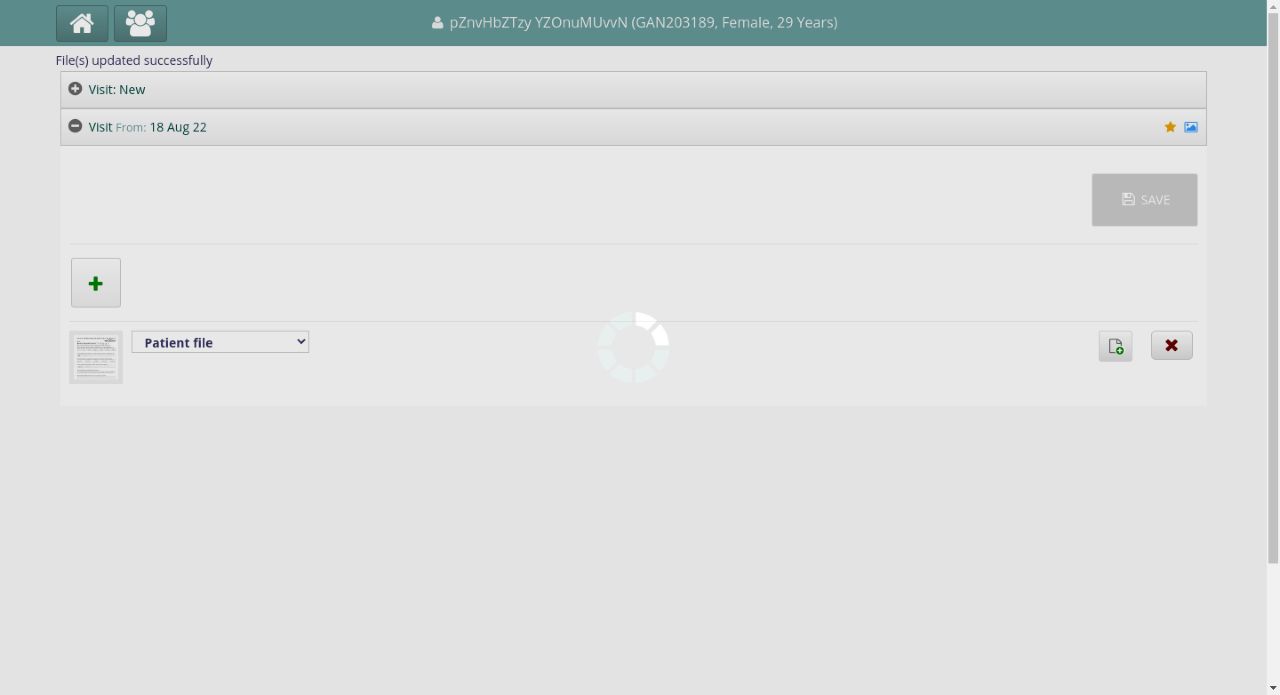 pZnvHbZTzy YZOnuMUvvN (GAN203189, Female, 29 Years)
File(s) updated successfully
Visit: New
Visit From: 18 Aug 22
SAVE
Patient file